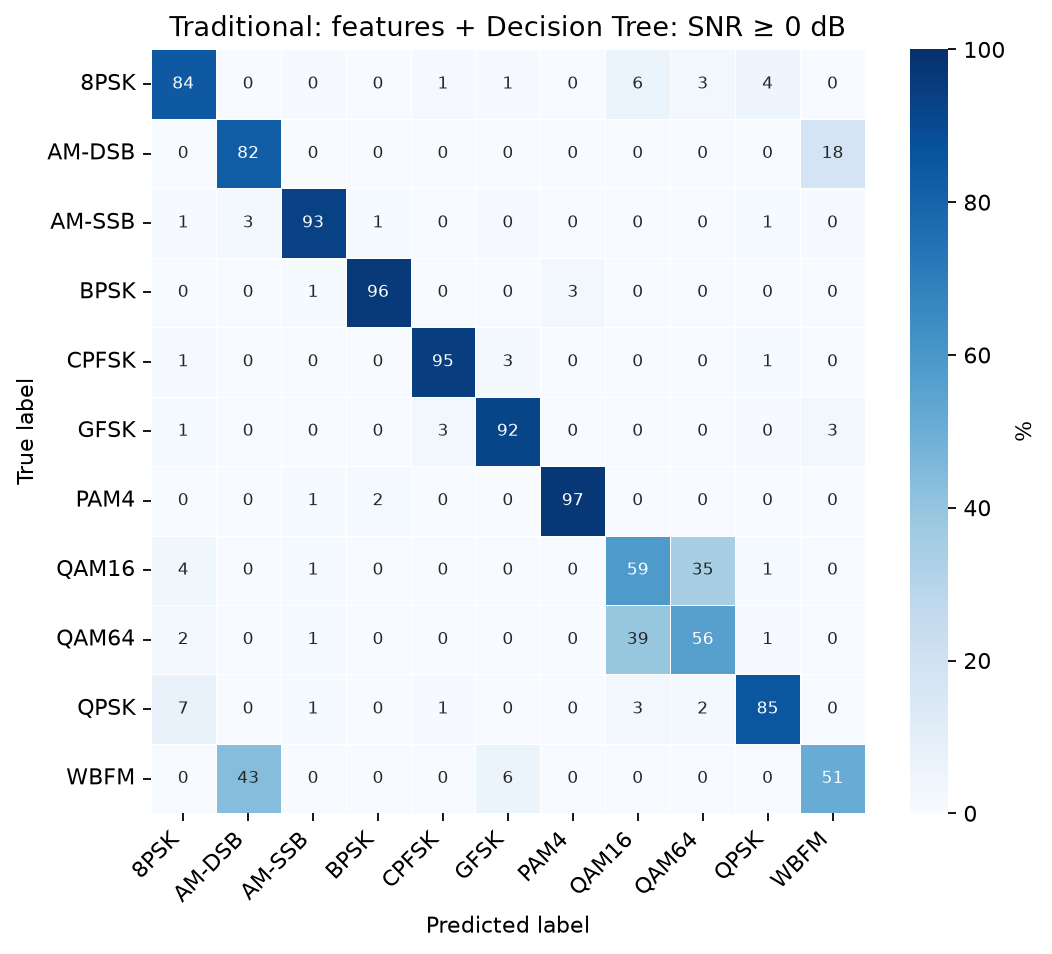 Traditional: features + Decision Tree: SNR ≥ 0 dB
8PSK 84 0 0 0 1 1 0 6 3 4 0
AM-DSB 0 82 0 0 0 0 0 0 0 0 18
AM-SSB 1 3 93 1 0 0 0 0 0 1 0
BPSK 0 0 1 96 0 0 3 0 0 0 0
CPFSK 1 0 0 0 95 3 0 0 0 1 0
GFSK 1 0 0 0 3 92 0 0 0 0 3
PAM4 0 0 1 2 0 0 97 0 0 0 0
QAM16 4 0 1 0 0 0 0 59 35 1 0
QAM64 2 0 1 0 0 0 0 39 56 1 0
QPSK 7 0 1 0 1 0 0 3 2 85 0
WBFM 0 43 0 0 0 6 0 0 0 0 51
8PSK AM-DSB AM-SSB BPSK CPFSK GFSK PAM4 QAM16 QAM64 QPSK WBFM
Predicted label
True label
100
80
60
40
20
0
%